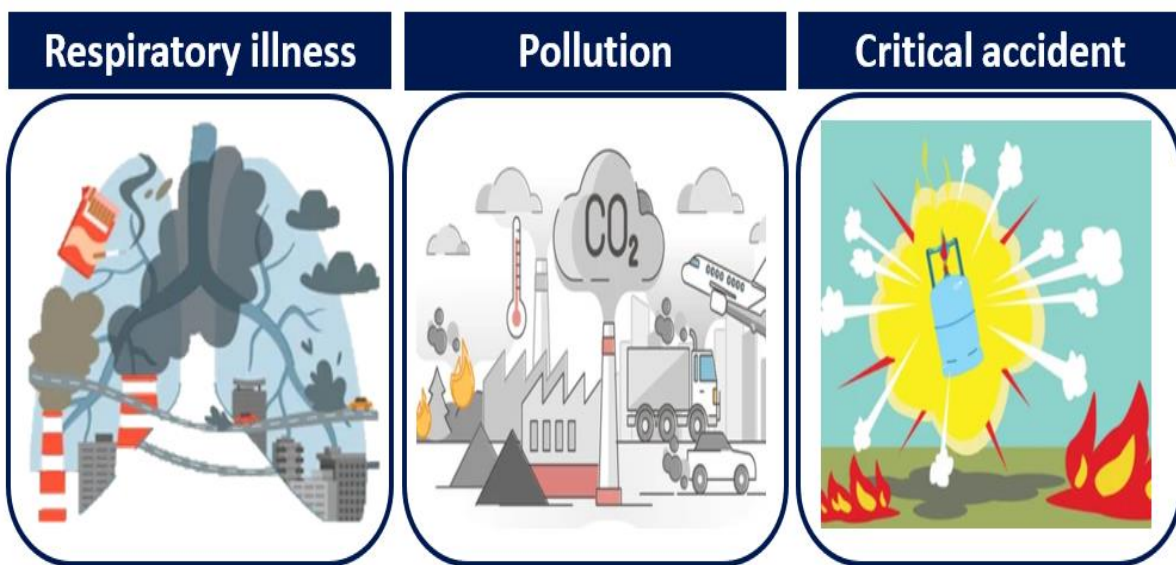 Respiratory illness
Pollution
Critical accident
CO₂